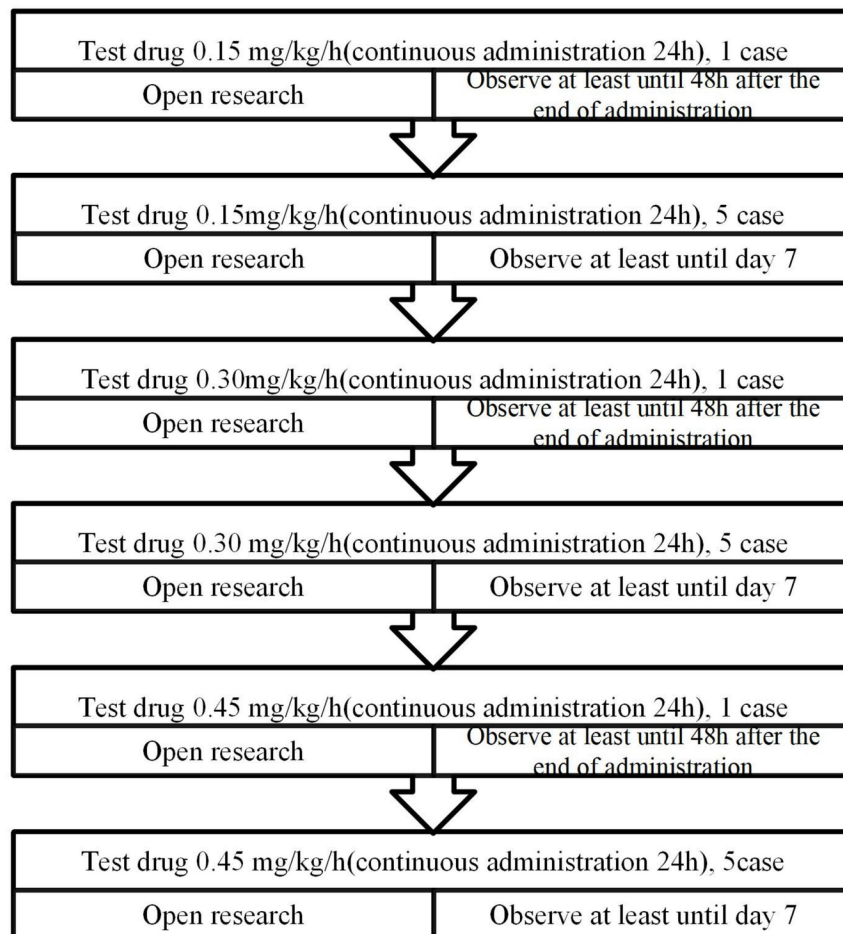 Test drug 0.15 mg/kg/h(continuous administration 24h), 1 case
Open research
Observe at least until 48h after the
end of administration
Test drug 0.15mg/kg/h(continuous administration 24h), 5 case
Open research
Observe at least until day 7
Test drug 0.30mg/kg/h(continuous administration 24h), 1 case
Open research
Observe at least until 48h after the
end of administration
Test drug 0.30 mg/kg/h(continuous administration 24h), 5 case
Open research
Observe at least until day 7
Test drug 0.45 mg/kg/h(continuous administration 24h), 1 case
Open research
Observe at least until 48h after the
end of administration
Test drug 0.45 mg/kg/h(continuous administration 24h), 5case
Open research
Observe at least until day 7